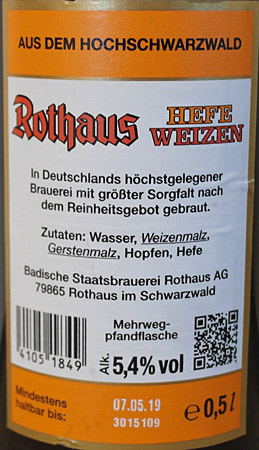 AUS DEM HOCHSCHWARZWALD
Rothaus HEFE WEIZEN
In Deutschlands höchstgelegener
Brauerei mit größter Sorgfalt nach
dem Reinheitsgebot gebraut.
Zutaten: Wasser, Weizenmalz,
Gerstenmalz, Hopfen, Hefe
Badische Staatsbrauerei Rothaus AG
79865 Rothaus im Schwarzwald
Mehrweg-
pfandflasche
4105 1849
Alk. 5,4% vol
Mindestens
haltbar bis:
07.05.19
3015109
e 0,5 l